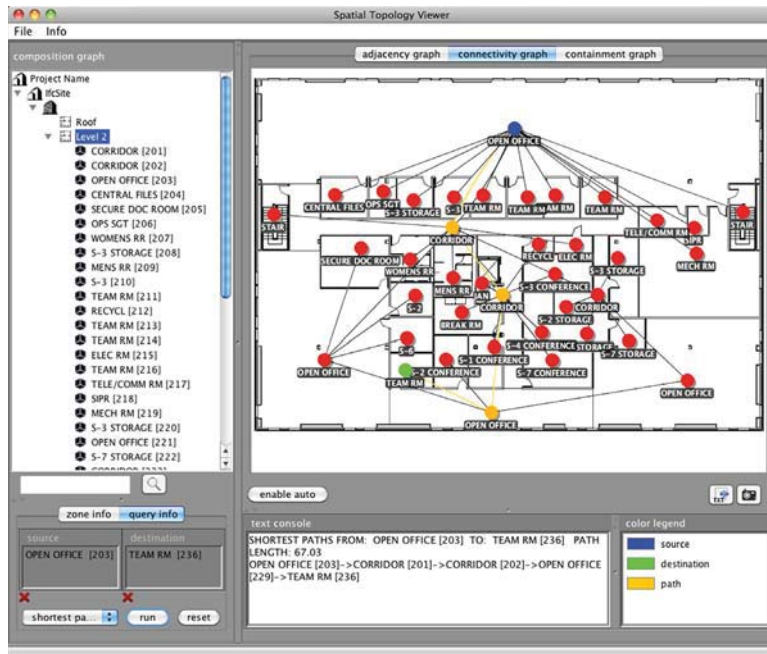 Spatial Topology Viewer
File Info
composition graph
Project Name
IfcSite
Roof
Level 2
CORRIDOR [201]
CORRIDOR [202]
OPEN OFFICE [203]
CENTRAL FILES [204]
SECURE DOC ROOM [205]
OPS SGT [206]
WOMENS RR [207]
S-3 STORAGE [208]
MENS RR [209]
S-3 [210]
TEAM RM [211]
RECYCL [212]
TEAM RM [213]
TEAM RM [214]
ELEC RM [215]
TEAM RM [216]
TELE/COMM RM [217]
SIPR [218]
MECH RM [219]
S-3 STORAGE [220]
OPEN OFFICE [221]
S-7 STORAGE [222]
CORRIDOR [223]
zone info query info
source destination
OPEN OFFICE [203] TEAM RM [236]
shortest pa... run reset
adjacency graph connectivity graph containment graph
OPEN OFFICE
CENTRAL FILES
OPS SGT
S-3 STORAGE
S-3
TEAM RM
TEAM RM
AM RM
TEAM RM
STAIR
CORRIDOR
TELE/COMM RM
SIPR
STAIR
SECURE DOC ROOM
WOMENS RR
RECYCL
ELEC RM
S-3 STORAGE
MECH RM
MENS RR
AN
S-3 CONFERENCE
S-2
CORRIDOR
CORRIDOR
BREAK RM
S-2 STORAGE
S-6
S-4 CONFERENCE
STORAGE
S-7 STORAGE
OPEN OFFICE
S-2 CONFERENCE
S-1 CONFERENCE
S-7 CONFERENCE
TEAM RM
OPEN OFFICE
OPEN OFFICE
enable auto
TXT
text console
SHORTEST PATHS FROM: OPEN OFFICE [203] TO: TEAM RM [236] PATH
LENGTH: 67.03
OPEN OFFICE [203]->CORRIDOR [201]->CORRIDOR [202]->OPEN OFFICE
[229]->TEAM RM [236]
color legend
source
destination
path